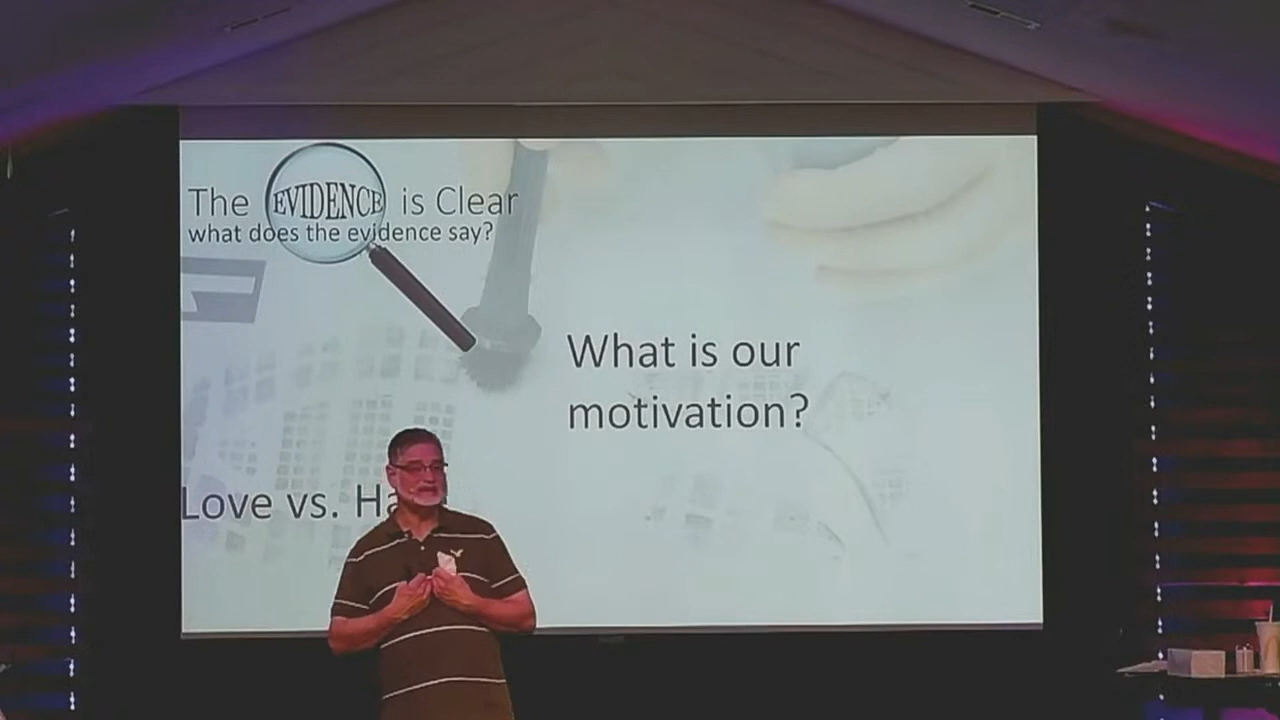 The EVIDENCE is Clear
what does the evidence say?
What is our
motivation?
Love vs.